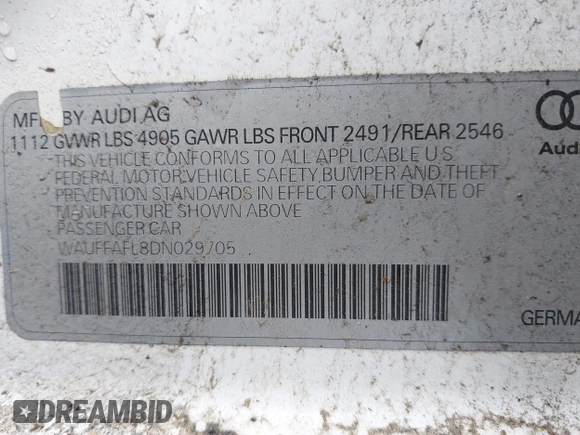 MFD BY AUDI AG
1112 GVWR LBS 4905 GAWR LBS FRONT 2491/REAR 2546
THIS VEHICLE CONFORMS TO ALL APPLICABLE U.S
FEDERAL MOTOR VEHICLE SAFETY,BUMPER AND THEFT
PREVENTION STANDARDS IN EFFECT ON THE DATE OF
MANUFACTURE SHOWN ABOVE
PASSENGER CAR
WAUFFAFL8DN029705
Aud
GERMA
DREAMBID